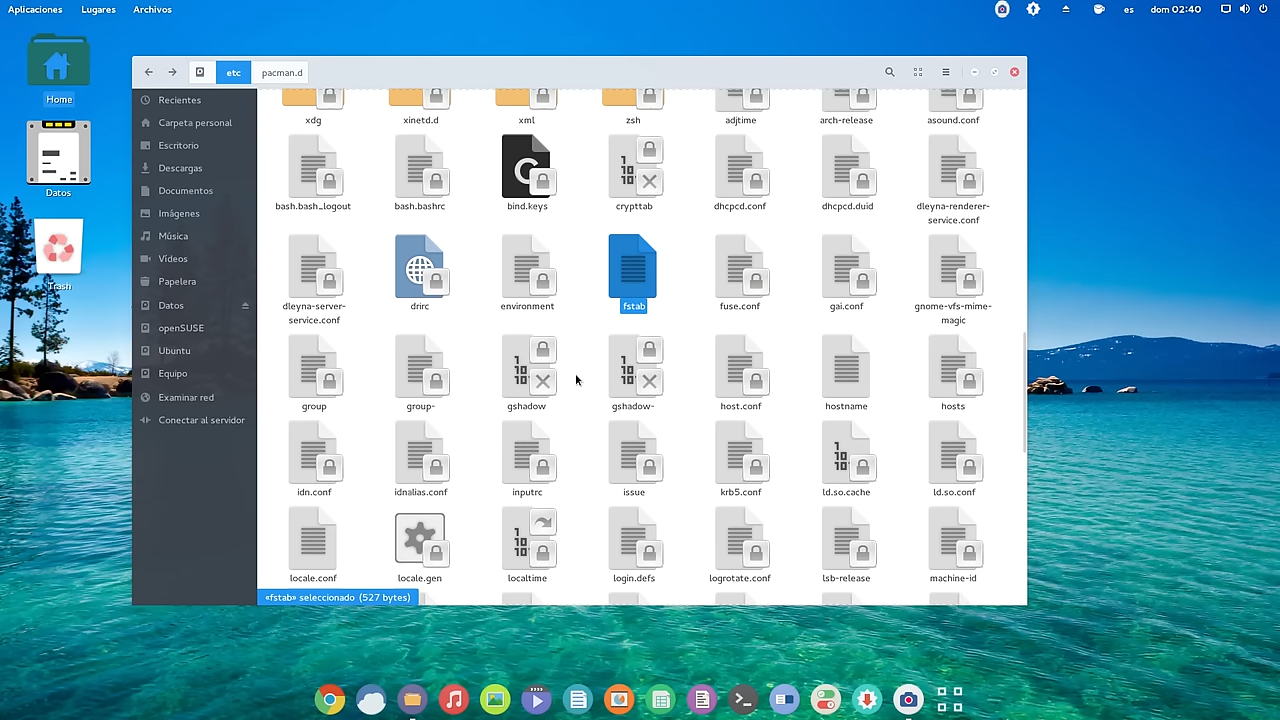 Aplicaciones Lugares Archivos
es dom 02:40
Home
Datos
Trash
etc pacman.d
Recientes
Carpeta personal
Escritorio
Descargas
Documentos
Imágenes
Música
Vídeos
Papelera
Datos
openSUSE
Ubuntu
Equipo
Examinar red
Conectar al servidor
xdg xinetd.d xml zsh adjtime arch-release asound.conf
bash.bash_logout bash.bashrc bind.keys crypttab dhcpcd.conf dhcpcd.duid dleyna-renderer-
service.conf
dleyna-server- drirc environment fstab fuse.conf gai.conf gnome-vfs-mime-
service.conf magic
group group- gshadow gshadow- host.conf hostname hosts
idn.conf idnalias.conf inputrc issue krb5.conf ld.so.cache ld.so.conf
locale.conf locale.gen localtime login.defs logrotate.conf lsb-release machine-id
«fstab» seleccionado (527 bytes)